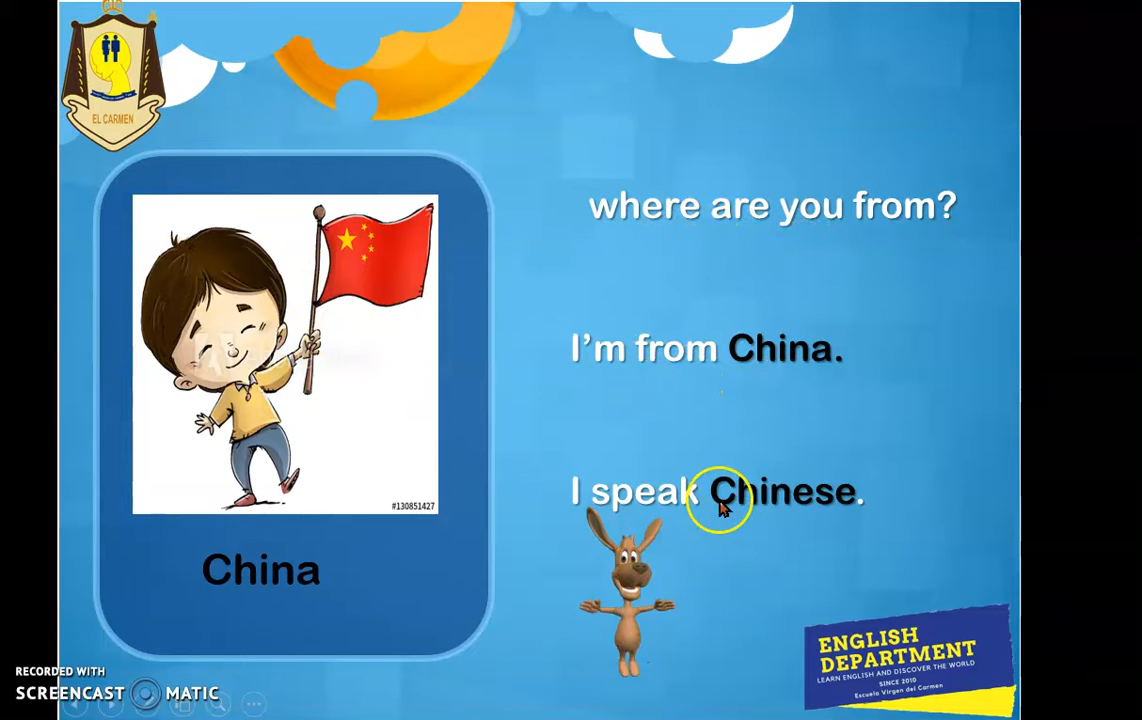 EL CARMEN
where are you from?
I'm from China.
I speak Chinese.
#130851427
China
ENGLISH
DEPARTMENT
LEARN ENGLISH AND DISCOVER THE WORLD
SINCE 2010
Escuela Virgen del Carmen
RECORDED WITH
SCREENCAST MATIC